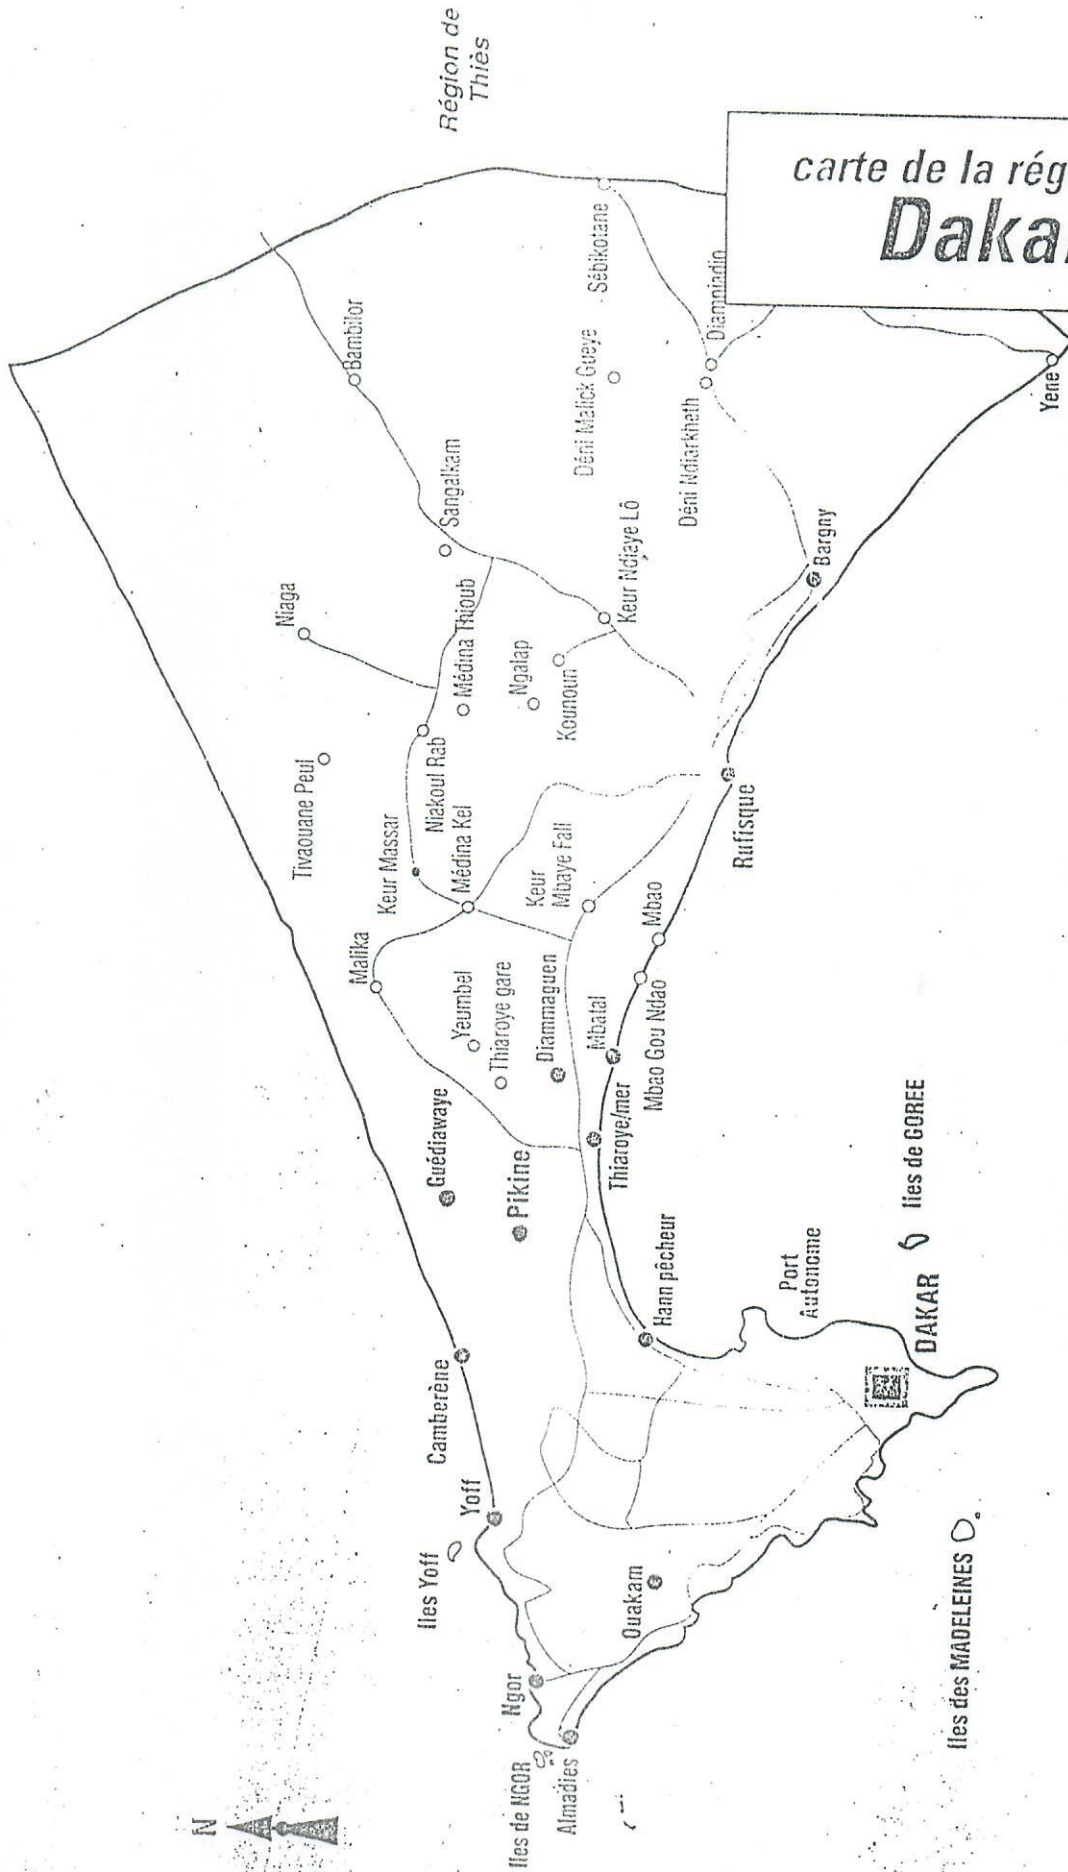 Région de
Thiès
carte de la rég
Daka
Bambilor
Sébikotane
Diamniadio
Sangalkam
Déni Malick Gueye
Déni Ndiarkheth
Yene
Niaga
Médina Thioub
Keur Ndiaye Lô
Bargny
Ngalap
Kounoun
Tivaouane Peul
Niakoul Rab
Keur Massar
Médina Kel
Keur
Mbaye Fall
Rufisque
Malika
Mbao
Yeumbel
Thiaroye gare
Diammaguen
Mbatal
Mbao Gou Ndao
Guédiawaye
Pikine
Thiaroye/mer
Iles de GOREE
Hann pêcheur
Port
Autonome
Camberène
DAKAR
Yoff
Iles Yoff
Ouakam
Iles des MADELEINES
Ngor
Iles de NGOR
Almadies
N